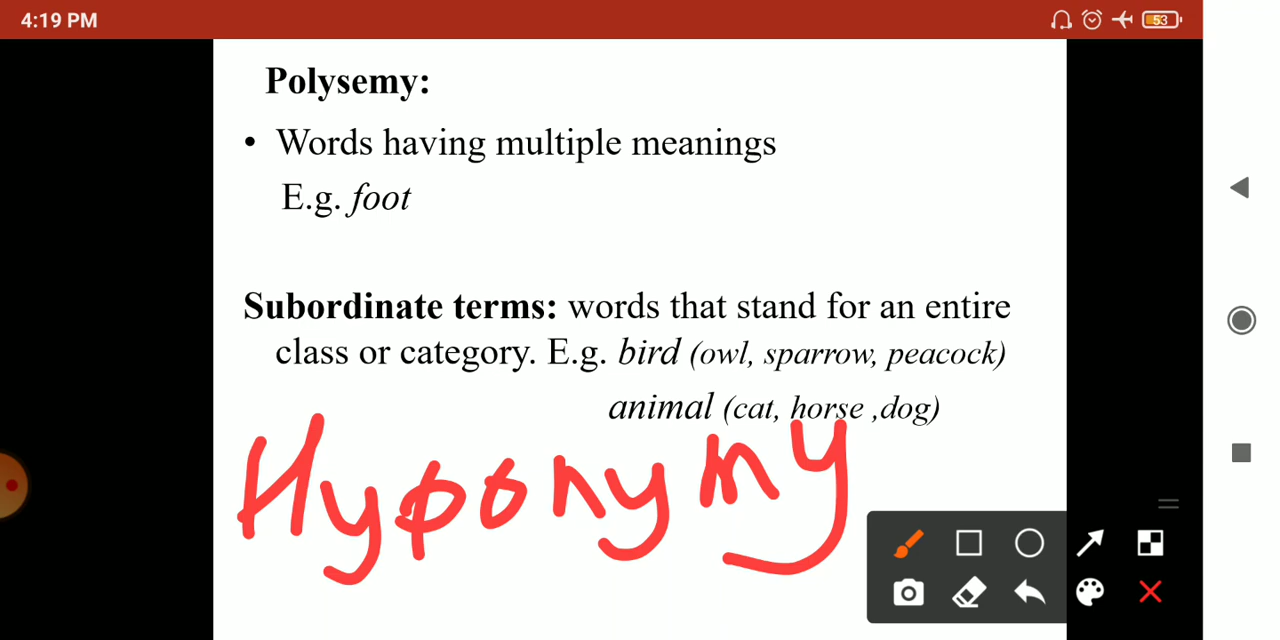 4:19 PM
53
Polysemy:
• Words having multiple meanings
E.g. foot
Subordinate terms: words that stand for an entire
class or category. E.g. bird (owl, sparrow, peacock)
animal (cat, horse ,dog)
Hyponymy